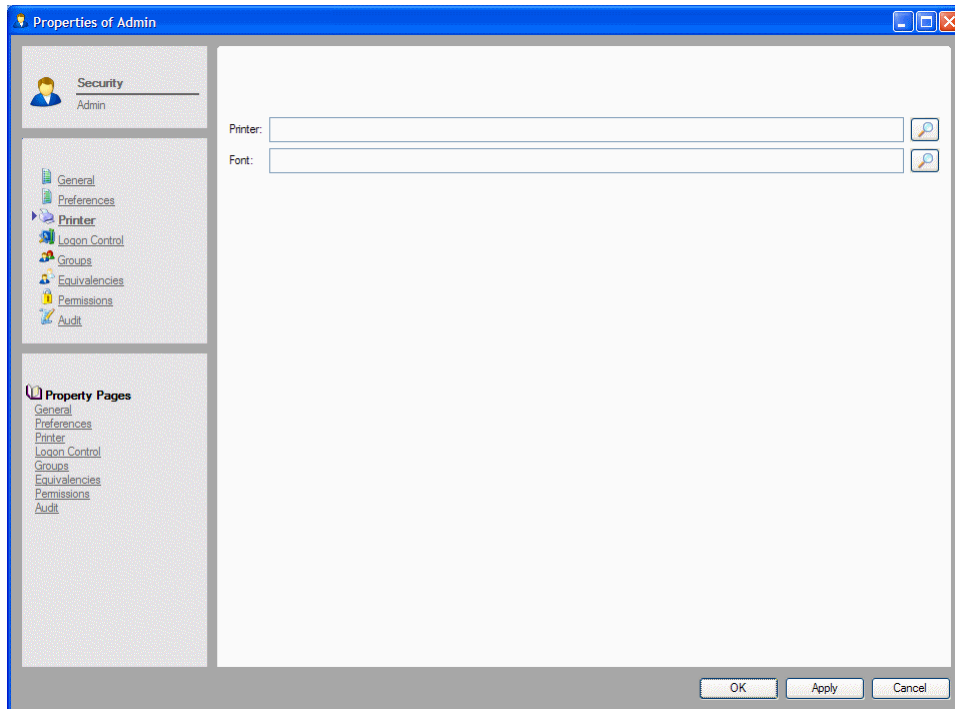 Properties of Admin
Security
Admin
General
Preferences
Printer
Logon Control
Groups
Equivalencies
Permissions
Audit
Property Pages
General
Preferences
Printer
Logon Control
Groups
Equivalencies
Permissions
Audit
Printer:
Font:
OK Apply Cancel